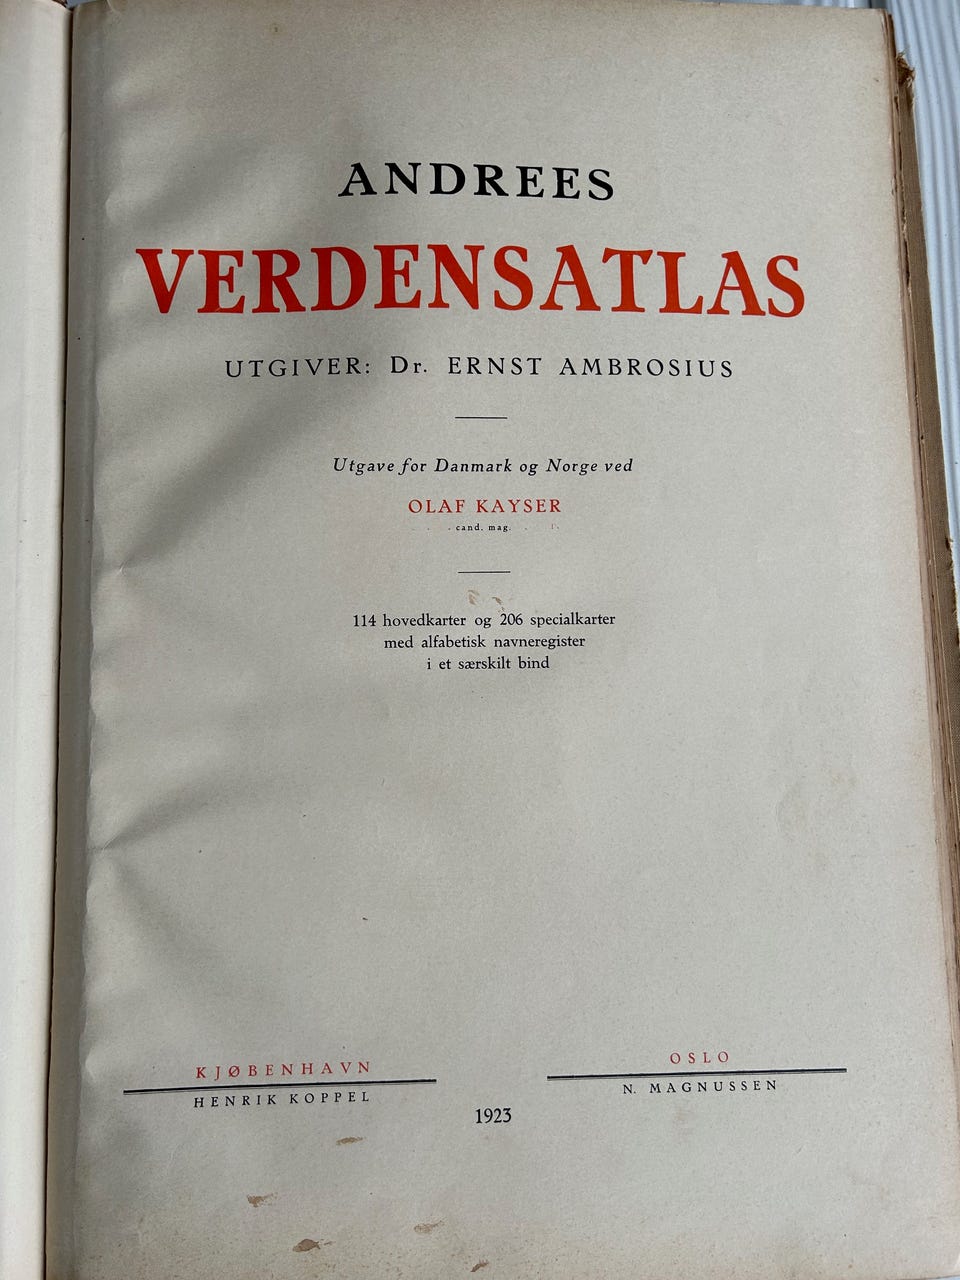 ANDREES
VERDENSATLAS
UTGIVER: Dr. ERNST AMBROSIUS
Utgave for Danmark og Norge ved
OLAF KAYSER
cand. mag.
114 hovedkarter og 206 specialkarter
med alfabetisk navneregister
i et særskilt bind
KJØBENHAVN
HENRIK KOPPEL
OSLO
N. MAGNUSSEN
1923